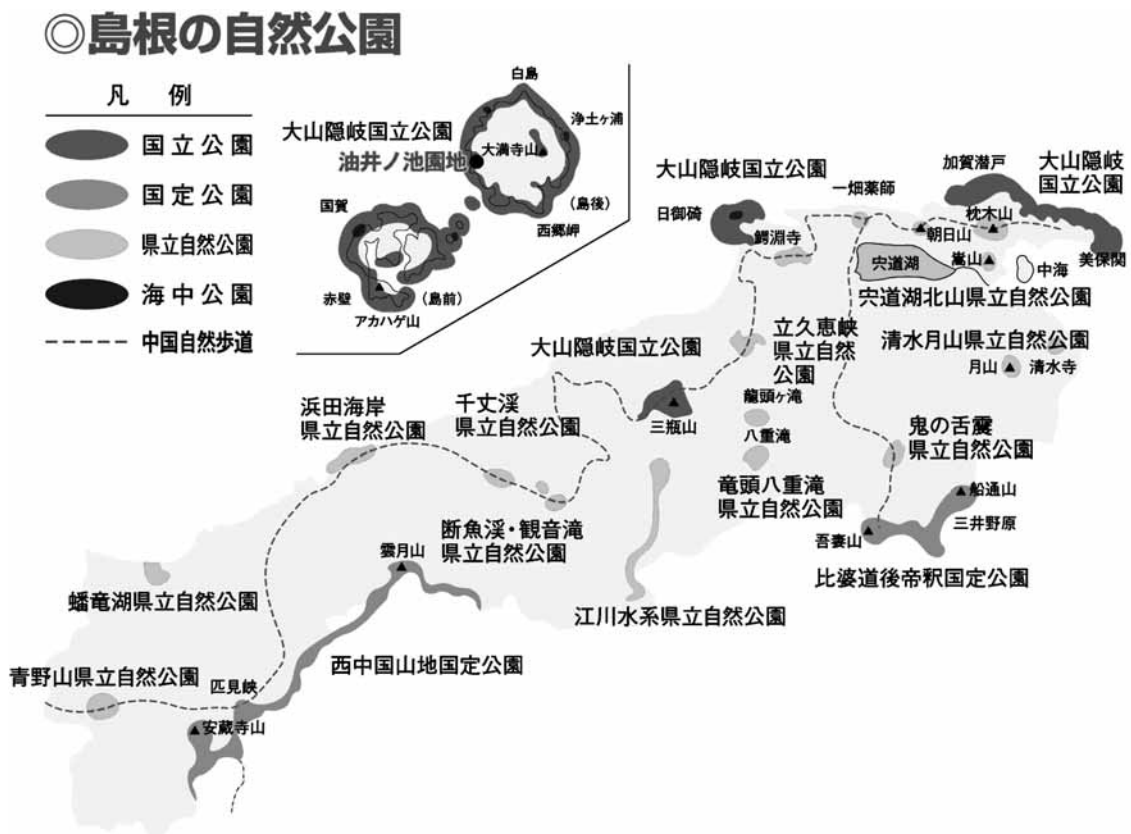 ◎島根の自然公園
凡 例
国立公園
国定公園
県立自然公園
海中公園
中国自然歩道
白島
浄土ヶ浦
大山隠岐国立公園
大満寺山
油井ノ池園地
国賀
(島後)
西郷岬
赤壁
(島前)
アカハゲ山
大山隠岐国立公園
日御碕
鰐淵寺
一畑薬師
加賀潜戸
大山隠岐
国立公園
枕木山
朝日山
美保関
宍道湖
嵩山
中海
宍道湖北山県立自然公園
立久恵峡
県立自然
公園
清水月山県立自然公園
月山
清水寺
大山隠岐国立公園
三瓶山
龍頭ヶ滝
八重滝
竜頭八重滝
県立自然公園
鬼の舌震
県立自然公園
船通山
三井野原
吾妻山
比婆道後帝釈国定公園
浜田海岸
県立自然公園
千丈渓
県立自然公園
断魚渓・観音滝
県立自然公園
雲月山
江川水系県立自然公園
蟠竜湖県立自然公園
西中国山地国定公園
青野山県立自然公園
匹見峡
安蔵寺山